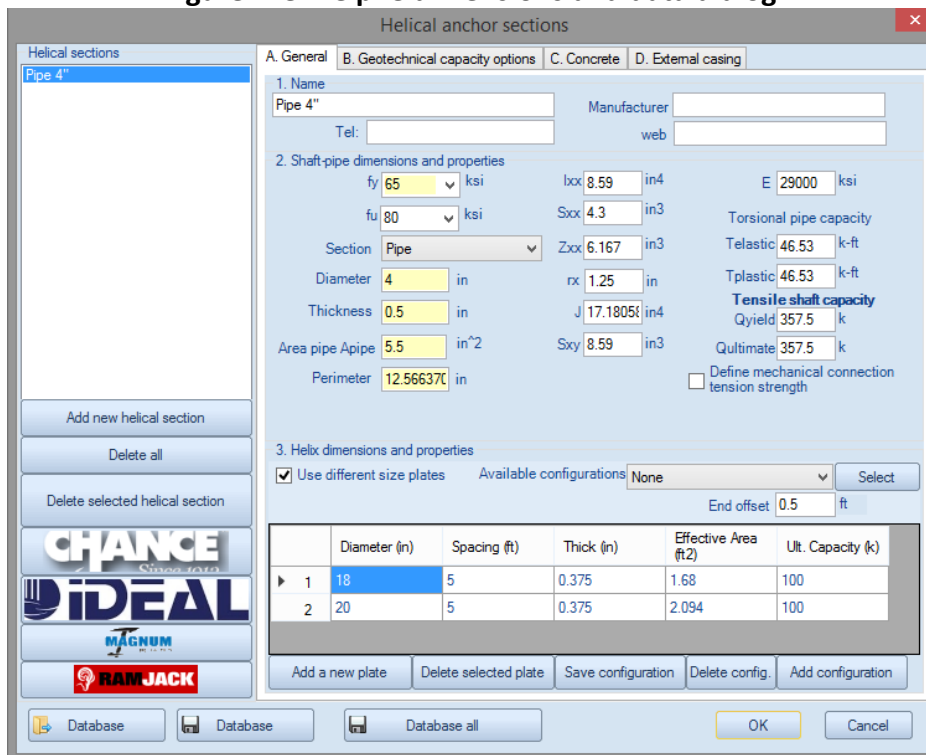 Helical anchor sections
Helical sections
Pipe 4"
Add new helical section
Delete all
Delete selected helical section
CHANCE
Since 1912
iDEAL
MAGNUM
RAMJACK
A. General B. Geotechnical capacity options C. Concrete D. External casing
1. Name
Pipe 4" Manufacturer
Tel: web
2. Shaft-pipe dimensions and properties
fy 65 ksi Ixx 8.59 in4 E 29000 ksi
fu 80 ksi Sxx 4.3 in3 Torsional pipe capacity
Section Pipe Zxx 6.167 in3 Telastic 46.53 k-ft
Diameter 4 in rx 1.25 in Tplastic 46.53 k-ft
Tensile shaft capacity
Thickness 0.5 in J 17.1805 in4 Qyield 357.5 k
Area pipe Apipe 5.5 in^2 Sxy 8.59 in3 Qultimate 357.5 k
Perimeter 12.56637 in Define mechanical connection
tension strength
3. Helix dimensions and properties
Use different size plates Available configurations None Select
End offset 0.5 ft
Diameter (in) Spacing (ft) Thick (in) Effective Area (ft2) Ult. Capacity (k)
1 18 5 0.375 1.68 100
2 20 5 0.375 2.094 100
Add a new plate Delete selected plate Save configuration Delete config. Add configuration
Database Database Database all OK Cancel